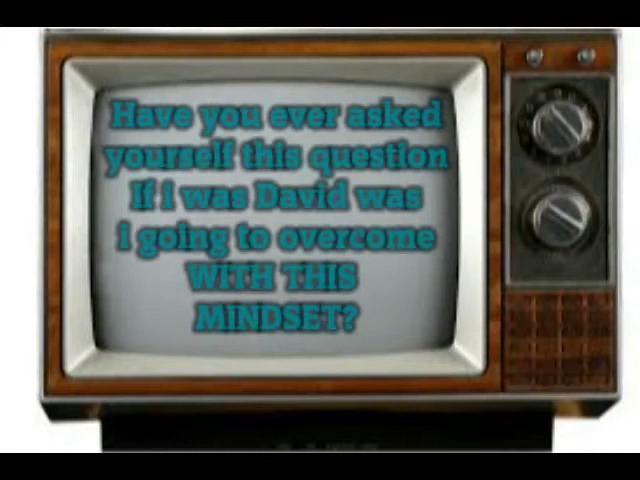 Have you ever asked
yourself this question
If i was David was
i going to overcome
WITH THIS
MINDSET?